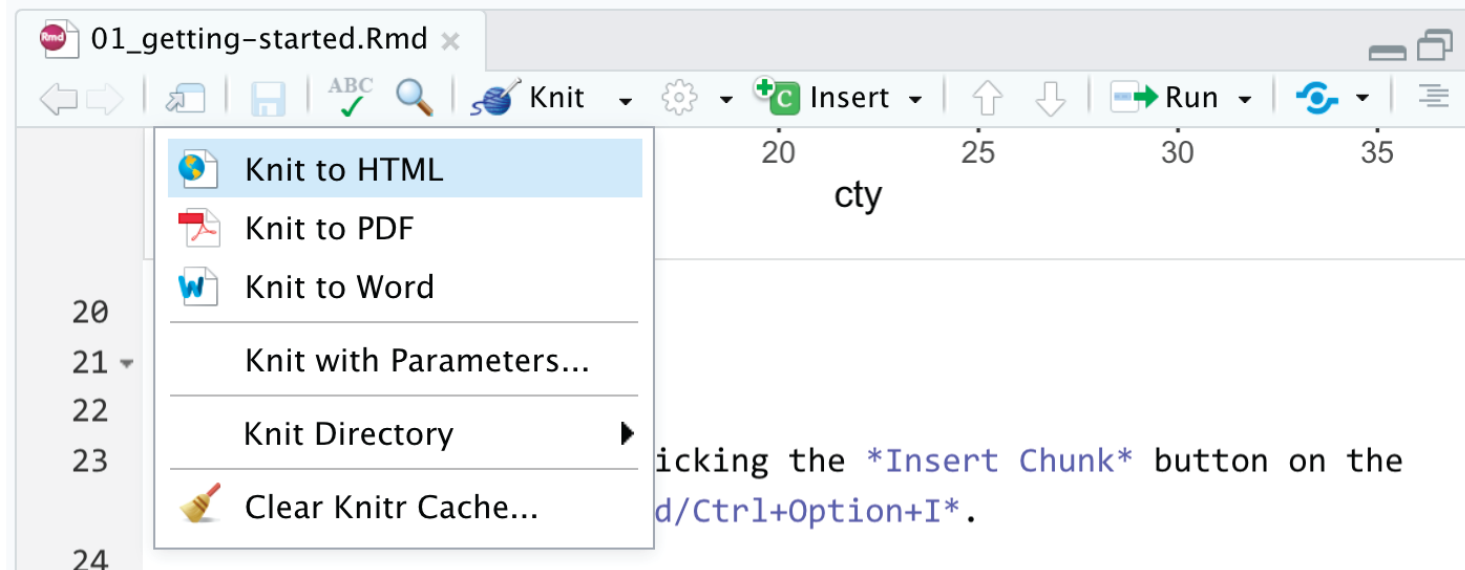 Rmd 01_getting-started.Rmd
ABC Knit C Insert Run
Knit to HTML
Knit to PDF
Knit to Word
Knit with Parameters...
Knit Directory
Clear Knitr Cache...
20 25 30 35
cty
20
21
22
23 icking the *Insert Chunk* button on the
d/Ctrl+Option+I*.
24